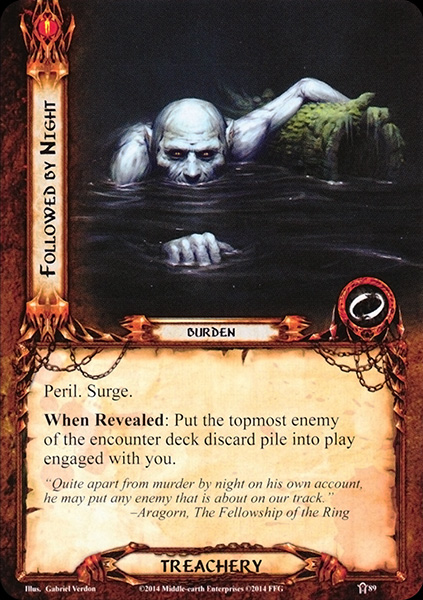 FOLLOWED BY NIGHT
BURDEN
Peril. Surge.
When Revealed: Put the topmost enemy
of the encounter deck discard pile into play
engaged with you.
“Quite apart from murder by night on his own account,
he may put any enemy that is about on our track.”
–Aragorn, The Fellowship of the Ring
TREACHERY
Illus. Gabriel Verdon ©2014 Middle-earth Enterprises ©2014 FFG 89